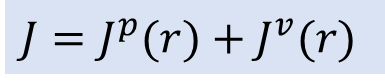 J = J^p(r) + J^v(r)